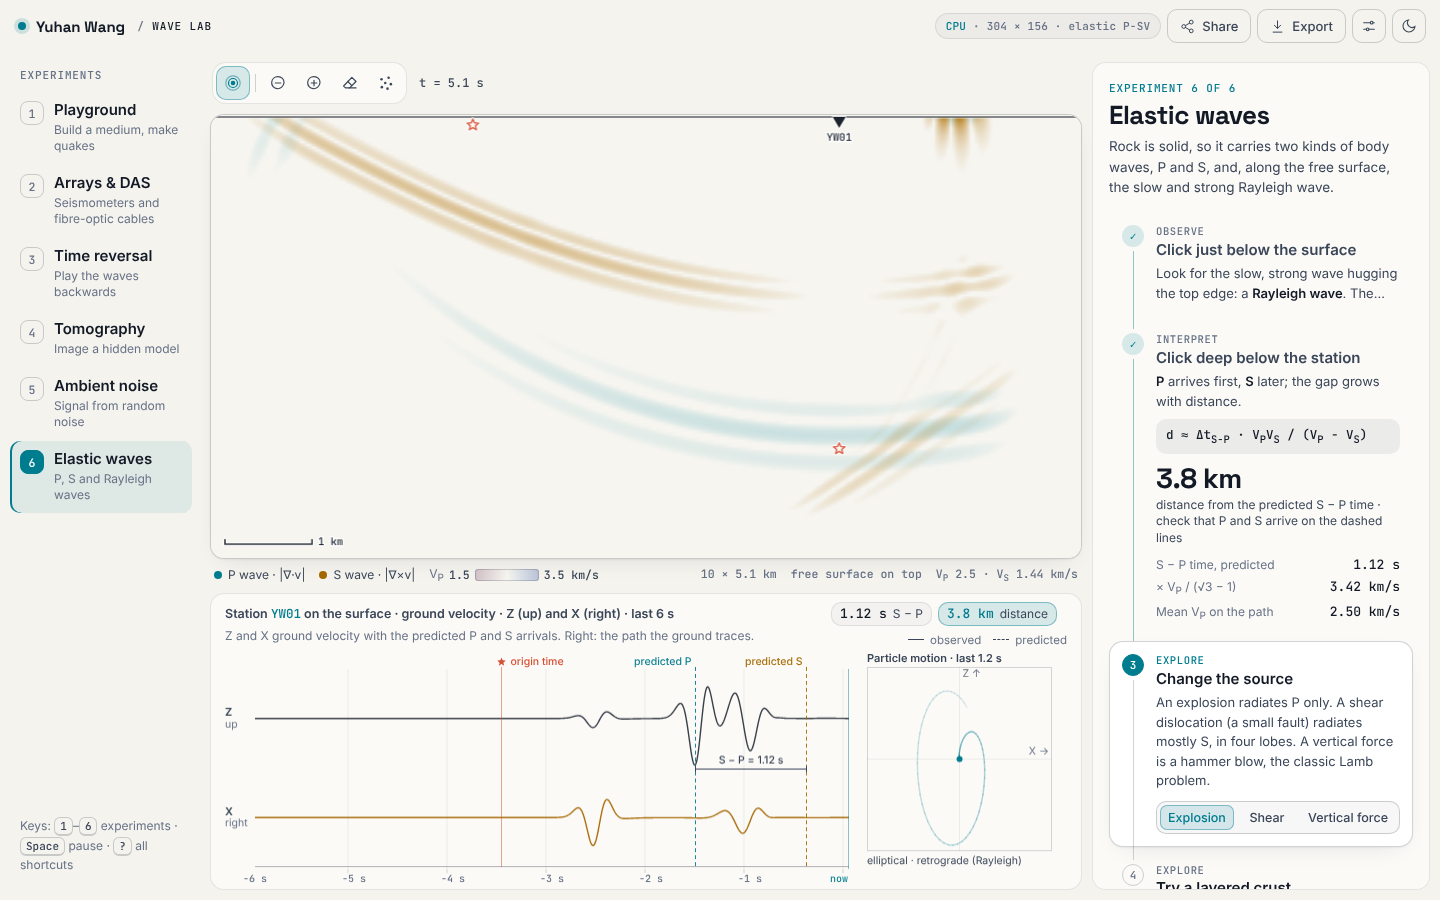 Yuhan Wang / WAVE LAB
CPU · 304 × 156 · elastic P-SV
Share
Export
EXPERIMENTS
1 Playground
Build a medium, make
quakes
2 Arrays & DAS
Seismometers and
fibre-optic cables
3 Time reversal
Play the waves
backwards
4 Tomography
Image a hidden model
5 Ambient noise
Signal from random
noise
6 Elastic waves
P, S and Rayleigh
waves
Keys: 1–6 experiments ·
Space pause · ? all
shortcuts
t = 5.1 s
YW01
1 km
P wave · |∇·v| S wave · |∇×v| VP 1.5 3.5 km/s
10 × 5.1 km free surface on top VP 2.5 · VS 1.44 km/s
Station YW01 on the surface · ground velocity · Z (up) and X (right) · last 6 s
1.12 s S − P
3.8 km distance
Z and X ground velocity with the predicted P and S arrivals. Right: the path the ground traces.
observed predicted
origin time
predicted P
predicted S
Z
up
S − P = 1.12 s
X
right
-6 s -5 s -4 s -3 s -2 s -1 s now
Particle motion · last 1.2 s
Z ↑
X →
elliptical · retrograde (Rayleigh)
EXPERIMENT 6 OF 6
Elastic waves
Rock is solid, so it carries two kinds of body
waves, P and S, and, along the free surface,
the slow and strong Rayleigh wave.
✓ OBSERVE
Click just below the surface
Look for the slow, strong wave hugging
the top edge: a Rayleigh wave. The…
✓ INTERPRET
Click deep below the station
P arrives first, S later; the gap grows
with distance.
d ≈ ΔtS-P · VPVS / (VP - VS)
3.8 km
distance from the predicted S − P time ·
check that P and S arrive on the dashed
lines
S − P time, predicted 1.12 s
× VP / (√3 − 1) 3.42 km/s
Mean VP on the path 2.50 km/s
3 EXPLORE
Change the source
An explosion radiates P only. A shear
dislocation (a small fault) radiates
mostly S, in four lobes. A vertical force
is a hammer blow, the classic Lamb
problem.
Explosion Shear Vertical force
4 EXPLORE
Try a layered crust